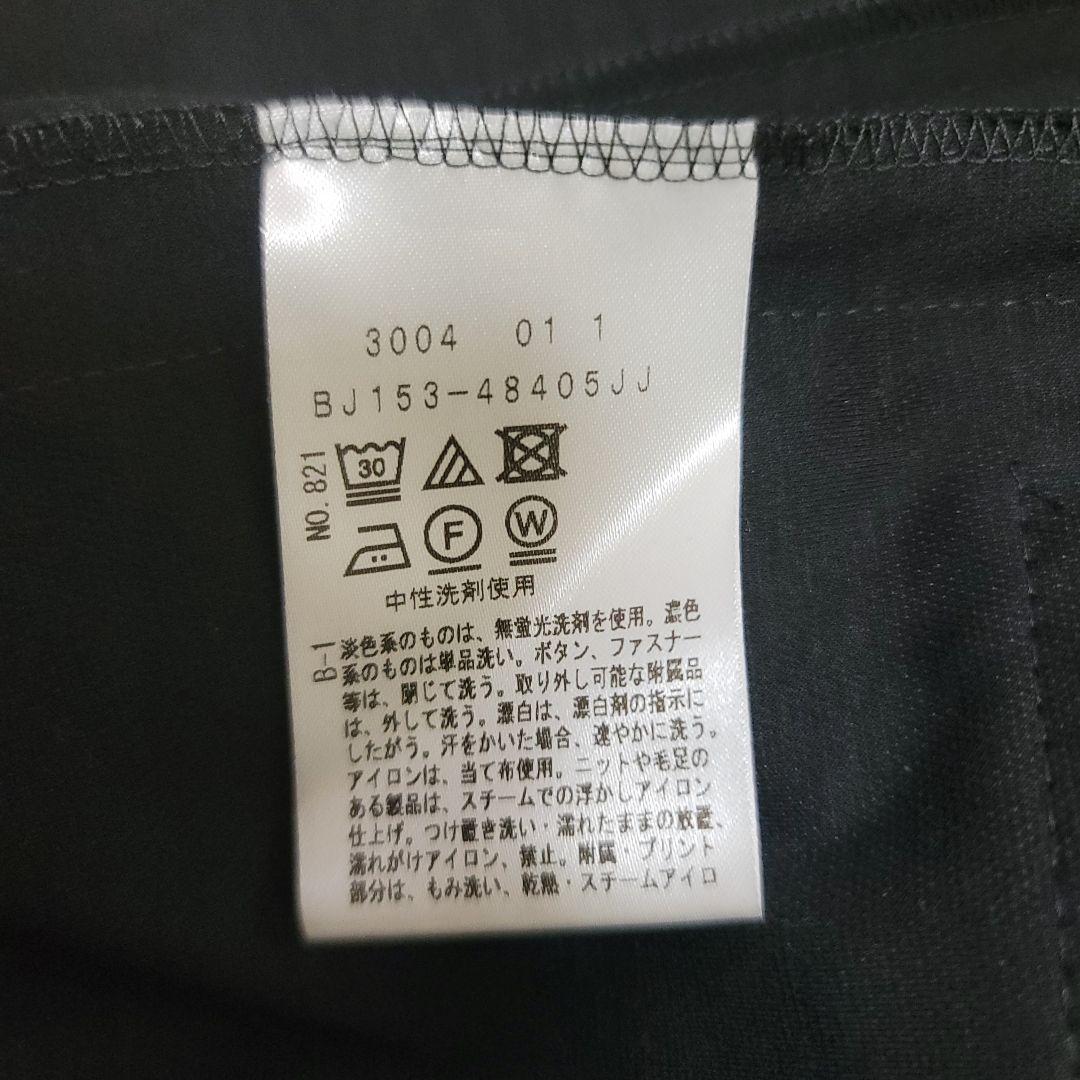 3004 01 1
BJ153-48405JJ
NO.821
30
F
W
中性洗剤使用
B-1
淡色系のものは、無蛍光洗剤を使用。濃色
系のものは単品洗い。ボタン、ファスナー
等は、閉じて洗う。取り外し可能な附属品
は、外して洗う。漂白は、漂白剤の指示に
したがう。汗をかいた場合、速やかに洗う。
アイロンは、当て布使用。ニットや毛足の
ある製品は、スチームでの浮かしアイロン
仕上げ。つけ置き洗い・濡れたままの放置、
濡れがけアイロン、禁止。附属・プリント
部分は、もみ洗い、乾熱・スチームアイロ